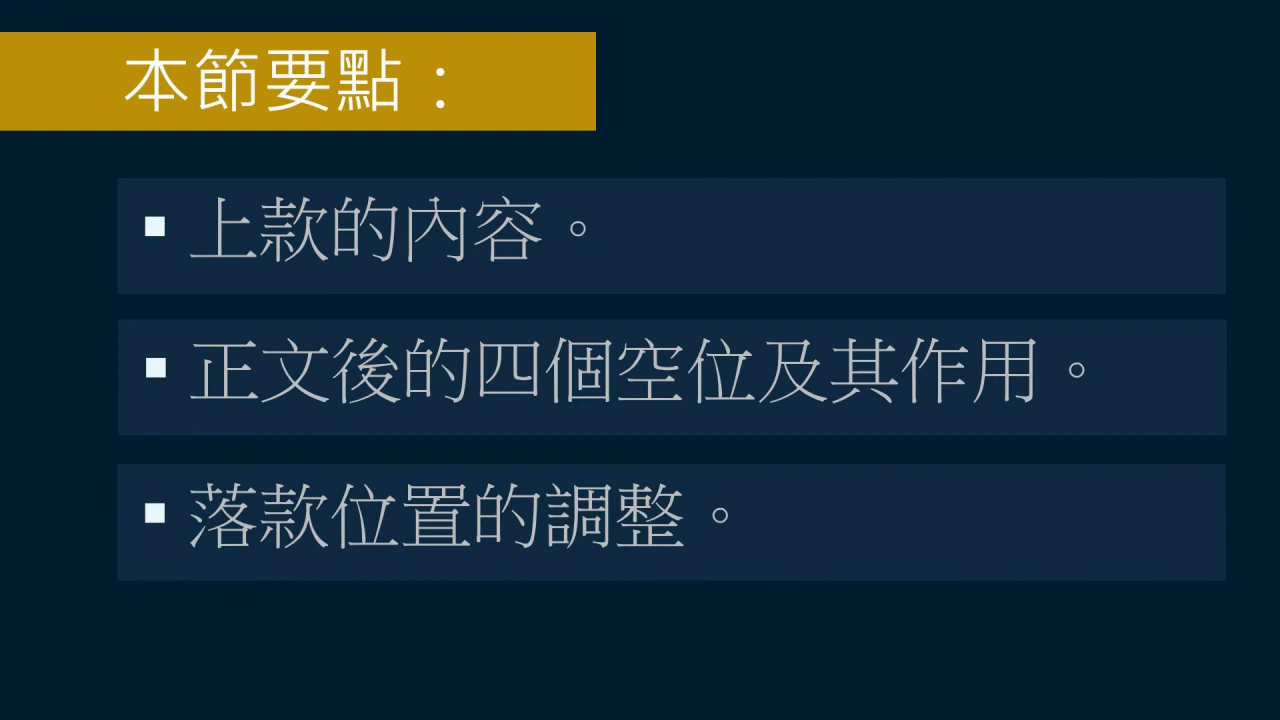 本節要點：
▪ 上款的內容。
▪ 正文後的四個空位及其作用。
▪ 落款位置的調整。